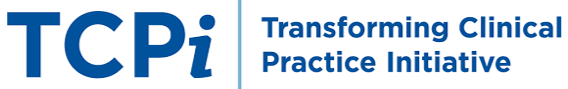 TCPi
Transforming Clinical
Practice Initiative